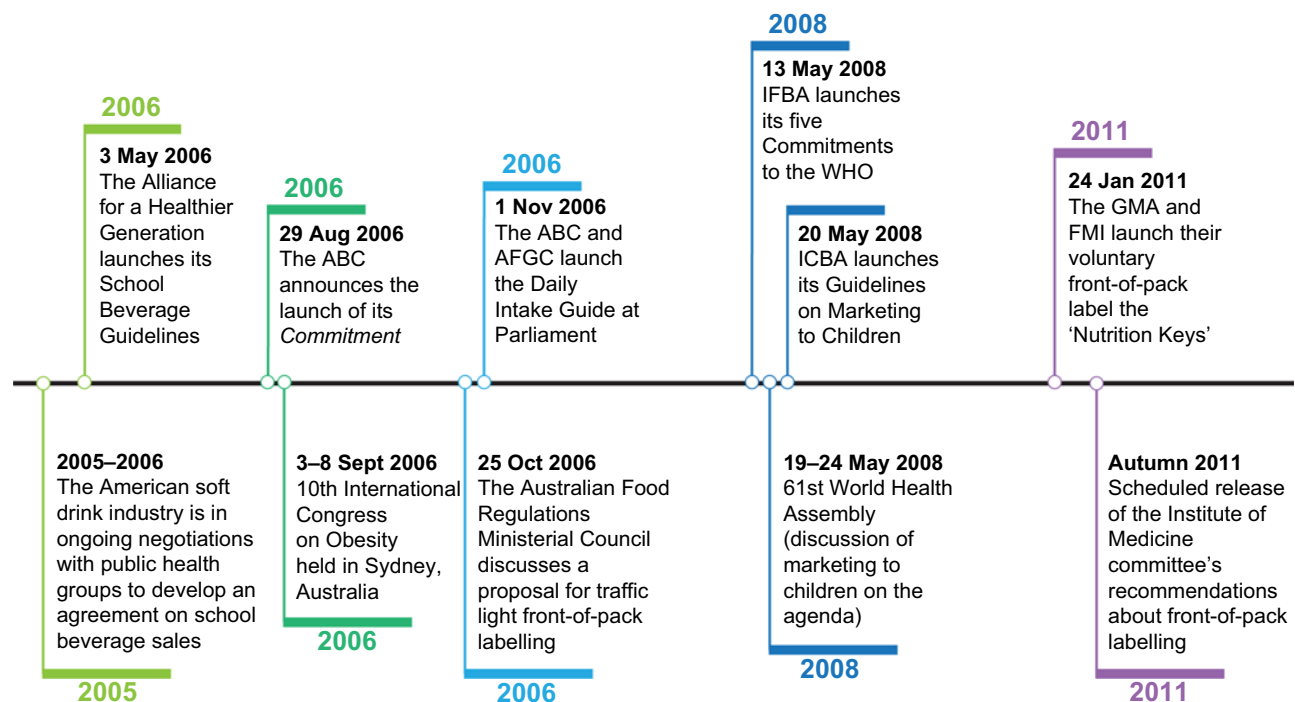 2006
3 May 2006
The Alliance
for a Healthier
Generation
launches its
School
Beverage
Guidelines
2006
29 Aug 2006
The ABC
announces the
launch of its
Commitment
2006
1 Nov 2006
The ABC and
AFGC launch
the Daily
Intake Guide at
Parliament
2008
13 May 2008
IFBA launches
its five
Commitments
to the WHO
20 May 2008
ICBA launches
its Guidelines
on Marketing
to Children
2011
24 Jan 2011
The GMA and
FMI launch their
voluntary
front-of-pack
label the
‘Nutrition Keys’
2005–2006
The American soft
drink industry is in
ongoing negotiations
with public health
groups to develop an
agreement on school
beverage sales
2005
3–8 Sept 2006
10th International
Congress
on Obesity
held in Sydney,
Australia
2006
25 Oct 2006
The Australian Food
Regulations
Ministerial Council
discusses a
proposal for traffic
light front-of-pack
labelling
2006
19–24 May 2008
61st World Health
Assembly
(discussion of
marketing to
children on the
agenda)
2008
Autumn 2011
Scheduled release
of the Institute of
Medicine
committee’s
recommendations
about front-of-pack
labelling
2011